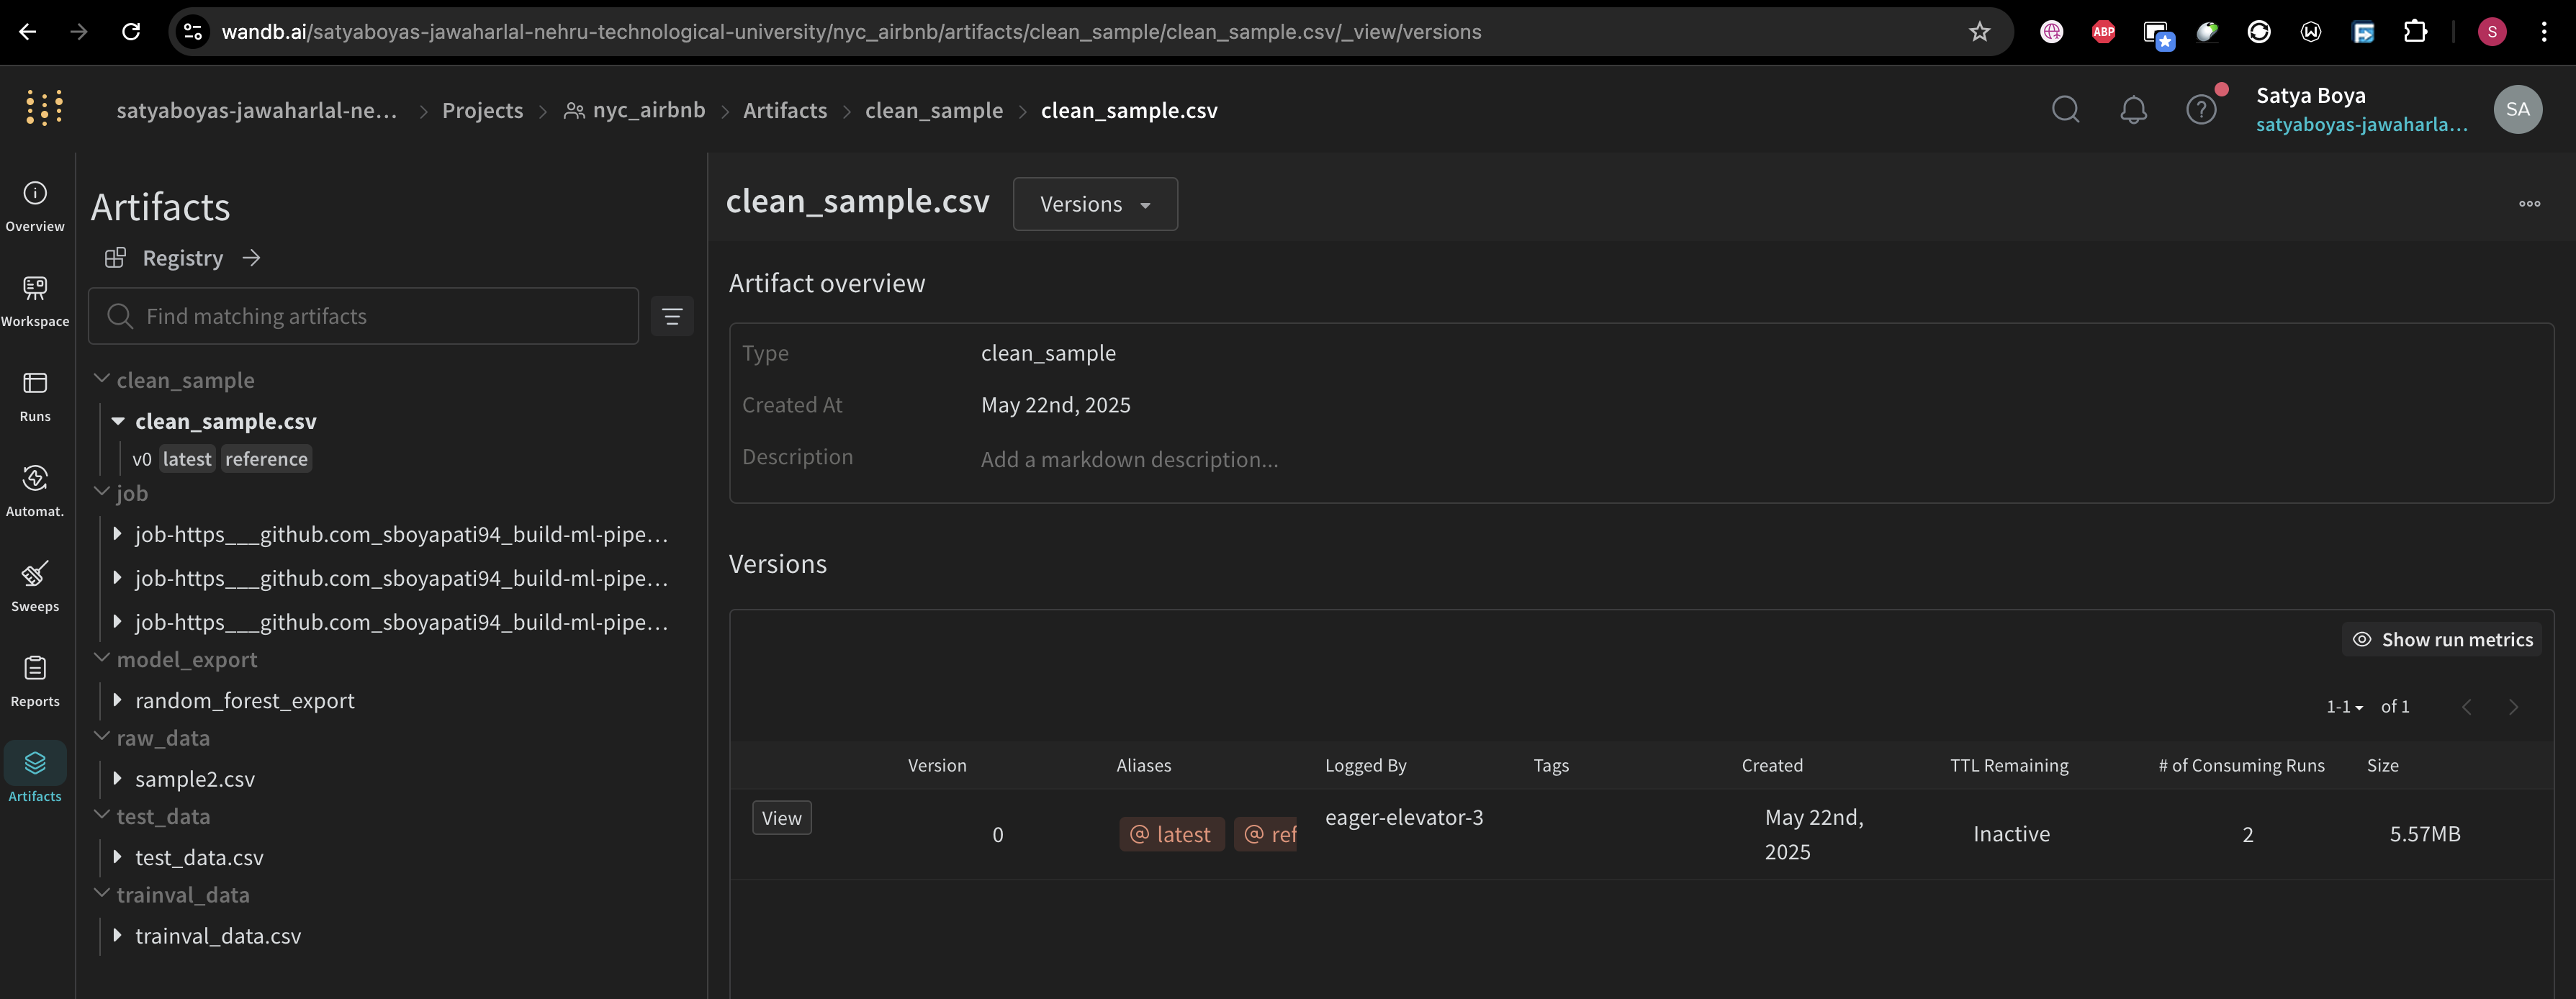 wandb.ai/satyaboyas-jawaharlal-nehru-technological-university/nyc_airbnb/artifacts/clean_sample/clean_sample.csv/_view/versions
ABP
S
satyaboyas-jawaharlal-ne... > Projects > nyc_airbnb > Artifacts > clean_sample > clean_sample.csv
Satya Boya
satyaboyas-jawaharla...
SA
Overview
Workspace
Runs
Automat.
Sweeps
Reports
Artifacts
Artifacts
Registry
Find matching artifacts
clean_sample
clean_sample.csv
v0 latest reference
job
job-https___github.com_sboyapati94_build-ml-pipe...
job-https___github.com_sboyapati94_build-ml-pipe...
job-https___github.com_sboyapati94_build-ml-pipe...
model_export
random_forest_export
raw_data
sample2.csv
test_data
test_data.csv
trainval_data
trainval_data.csv
clean_sample.csv Versions
Artifact overview
Type clean_sample
Created At May 22nd, 2025
Description Add a markdown description...
Versions
Show run metrics
1-1 of 1
Version Aliases Logged By Tags Created TTL Remaining # of Consuming Runs Size
View 0 @ latest @ ref eager-elevator-3 May 22nd, 2025 Inactive 2 5.57MB